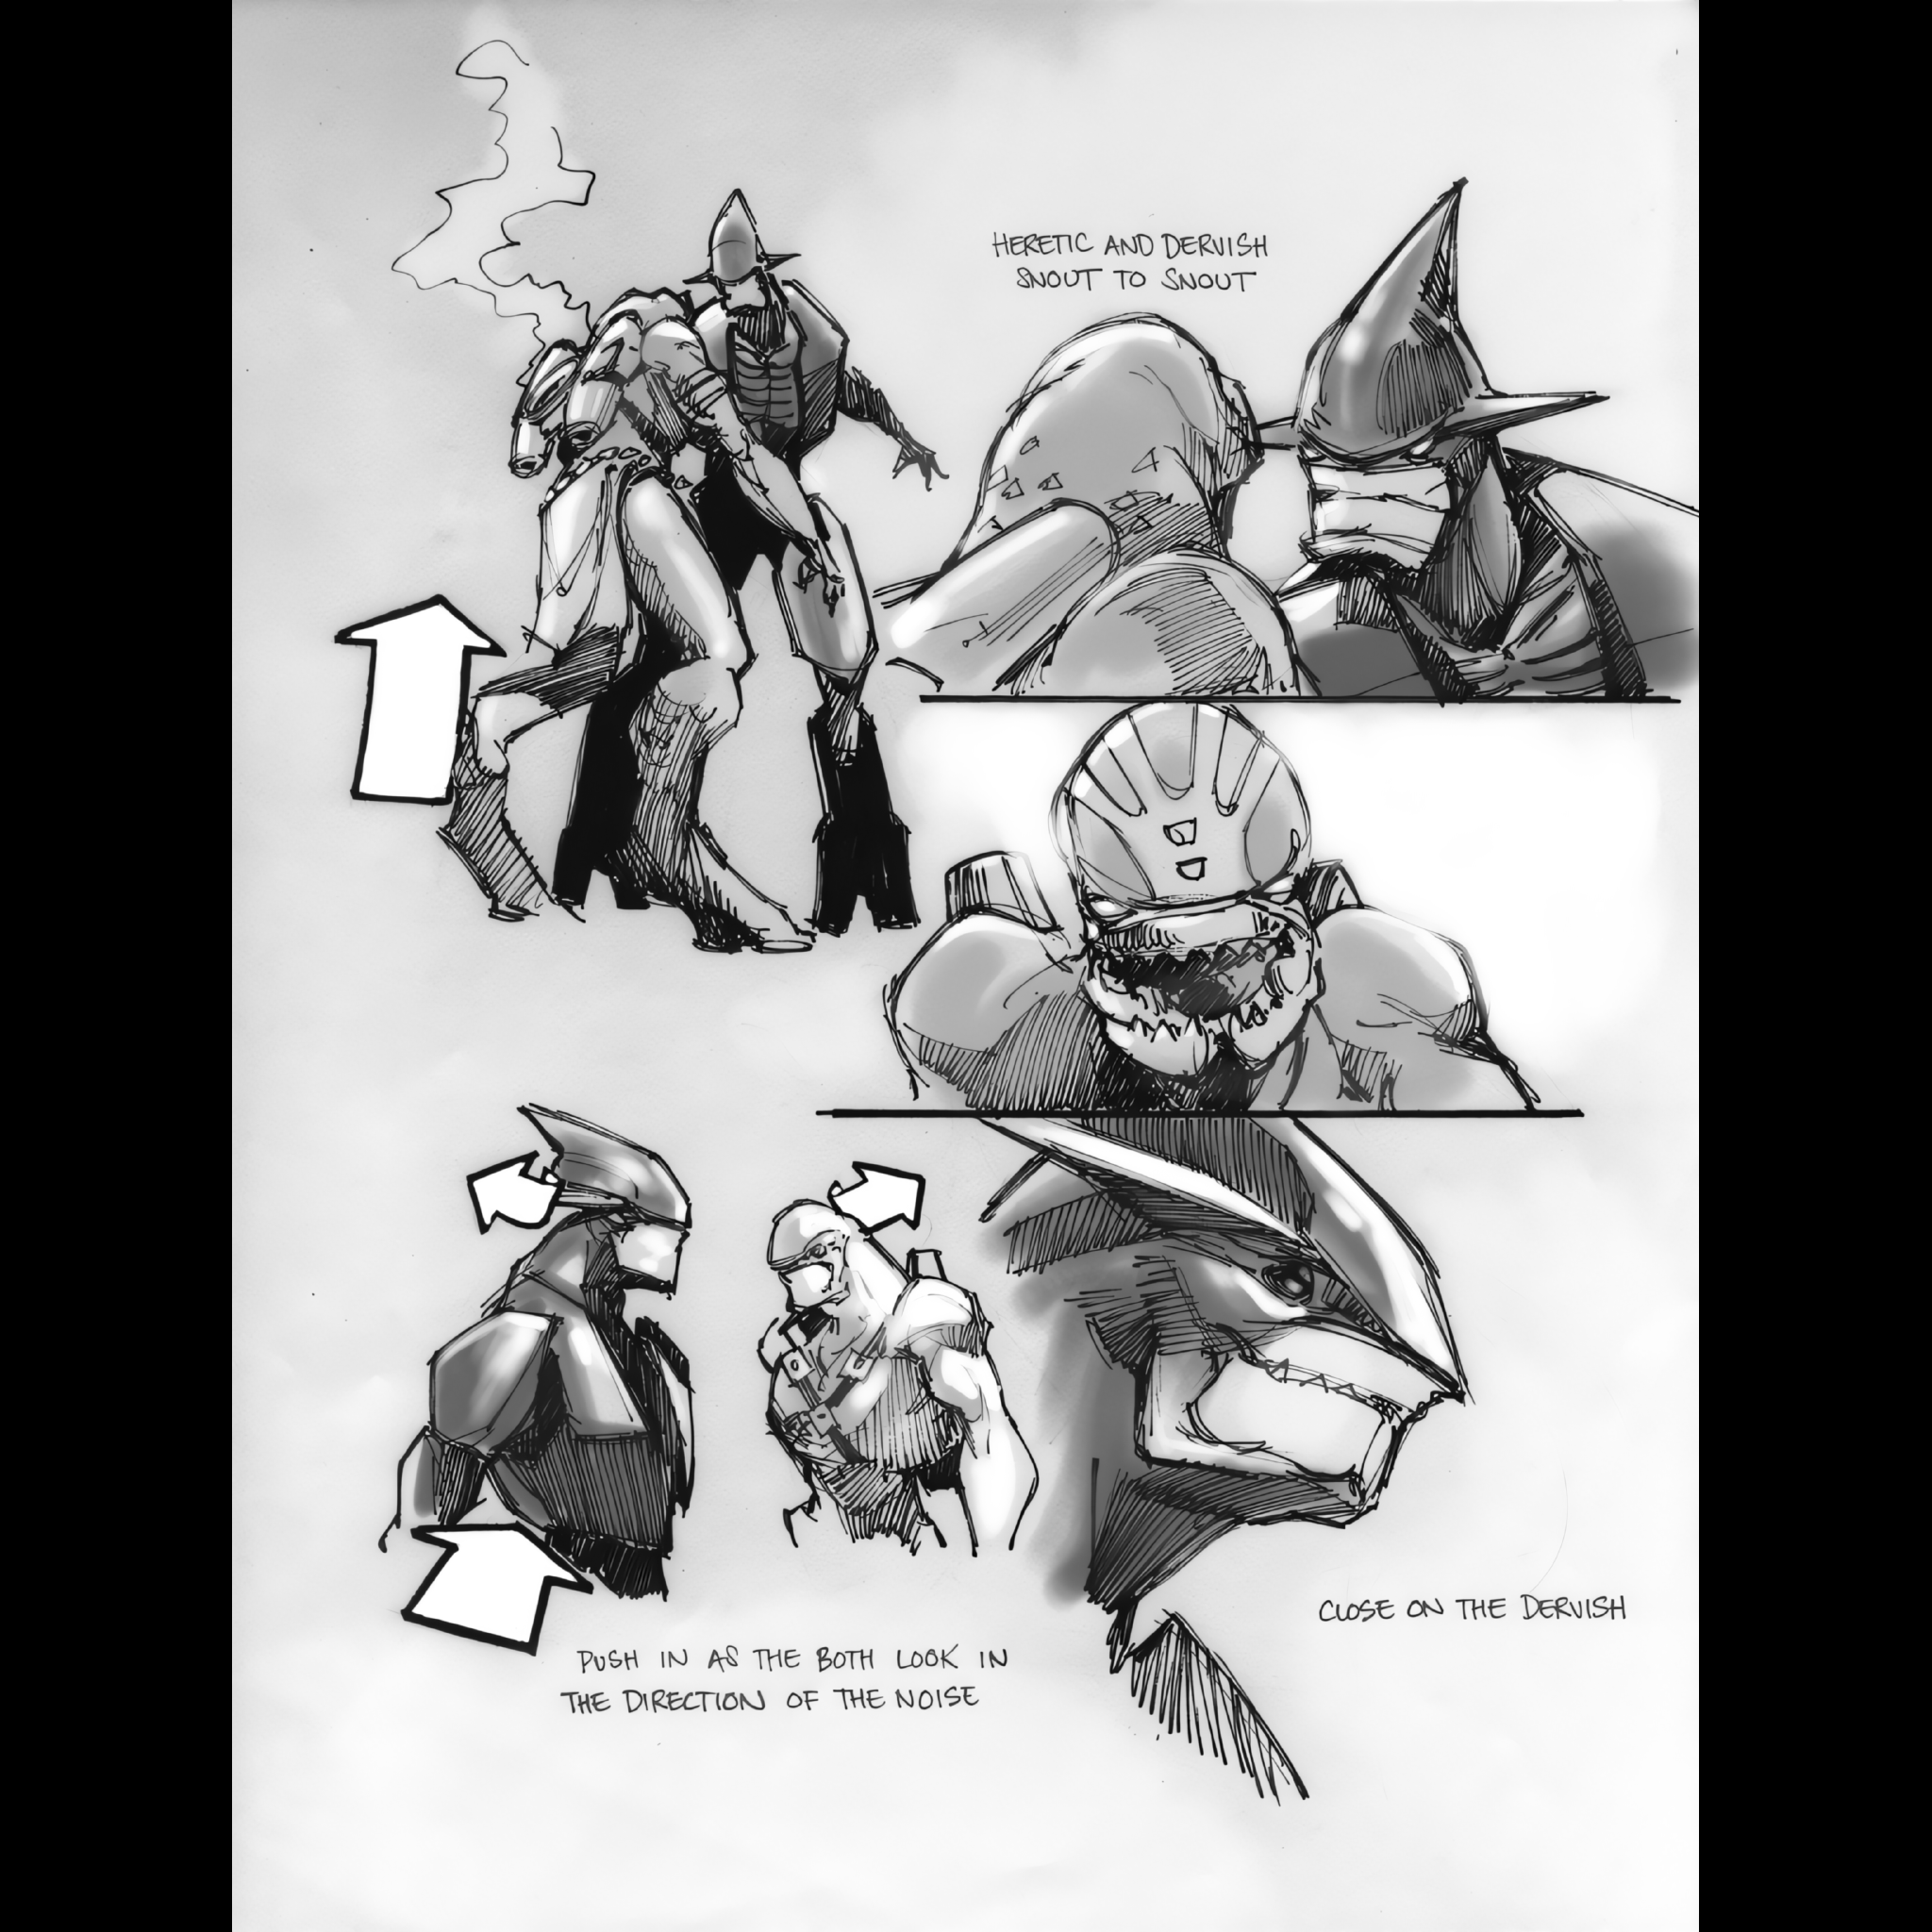 HERETIC AND DERVISH
SNOUT TO SNOUT
PUSH IN AS THE BOTH LOOK IN
THE DIRECTION OF THE NOISE
CLOSE ON THE DERVISH